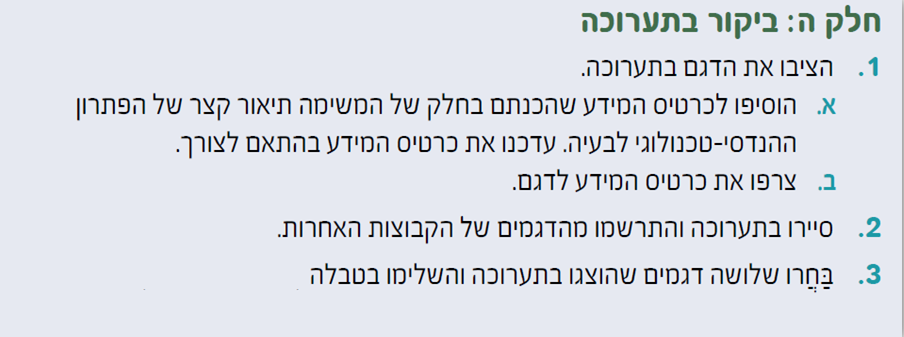 חלק ה: ביקור בתערוכה
1. הציבו את הדגם בתערוכה.
א. הוסיפו לכרטיס המידע שהכנתם בחלק של המשימה תיאור קצר של הפתרון
ההנדסי-טכנולוגי לבעיה. עדכנו את כרטיס המידע בהתאם לצורך.
ב. צרפו את כרטיס המידע לדגם.
2. סיירו בתערוכה והתרשמו מהדגמים של הקבוצות האחרות.
3. בַּחֲרו שלושה דגמים שהוצגו בתערוכה והשלימו בטבלה